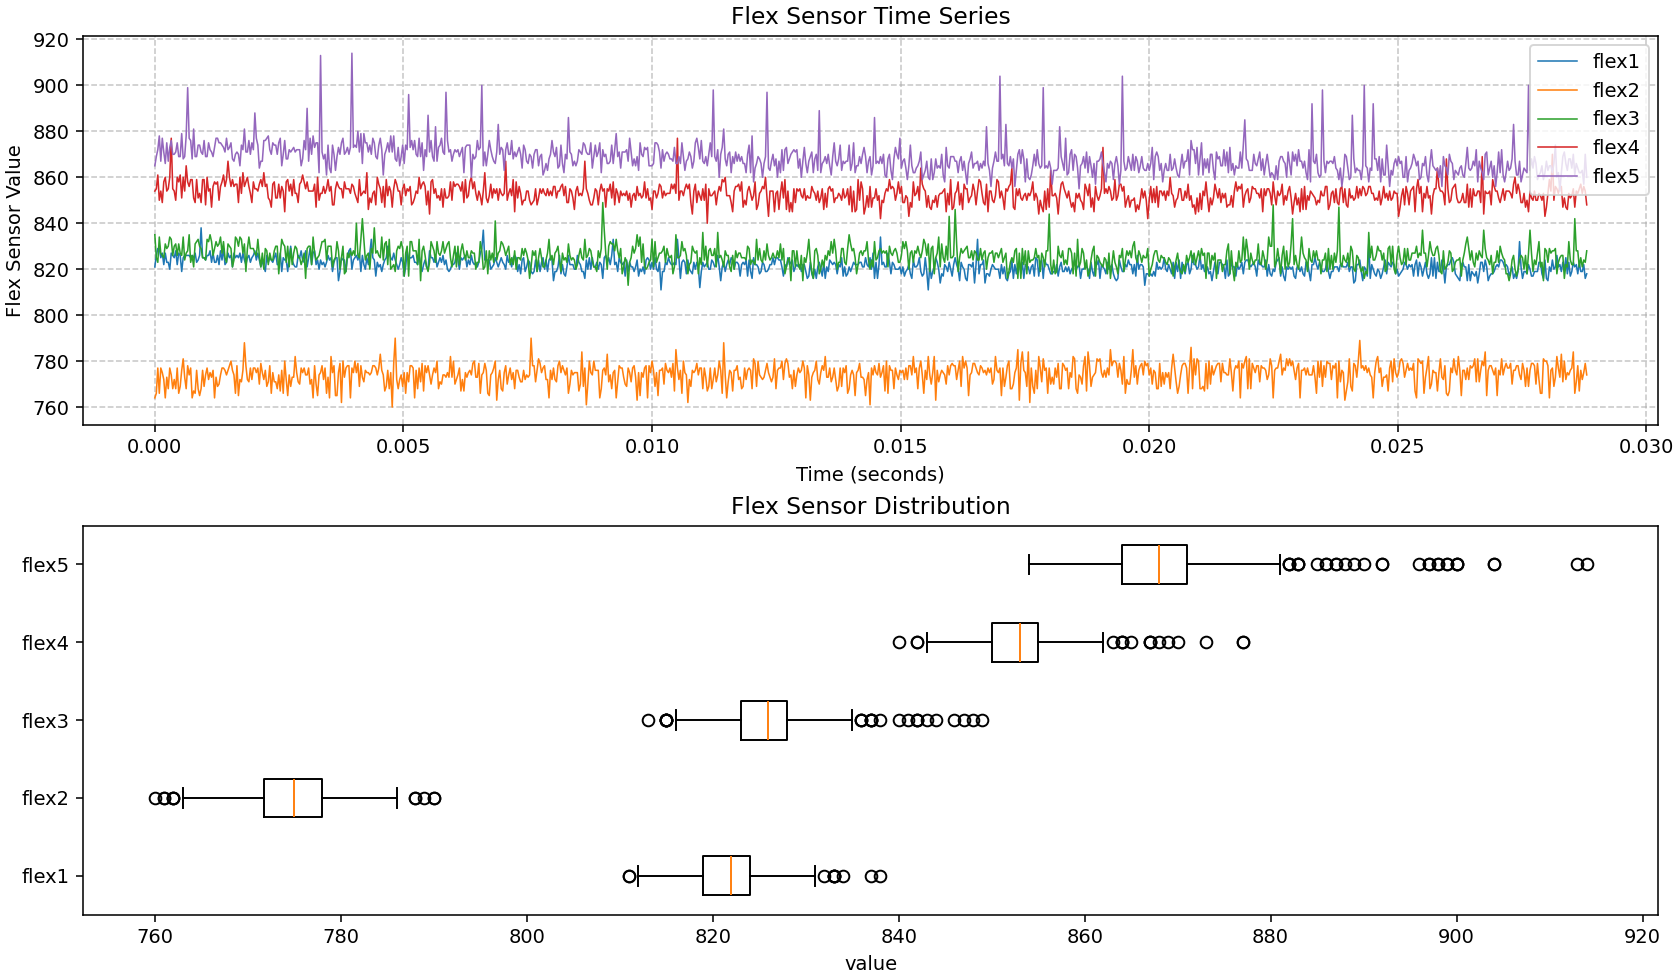 Flex Sensor Time Series
920
900
880
860
840
820
800
780
760
Flex Sensor Value
flex1
flex2
flex3
flex4
flex5
0.000 0.005 0.010 0.015 0.020 0.025 0.030
Time (seconds)
Flex Sensor Distribution
flex5
flex4
flex3
flex2
flex1
760 780 800 820 840 860 880 900 920
value